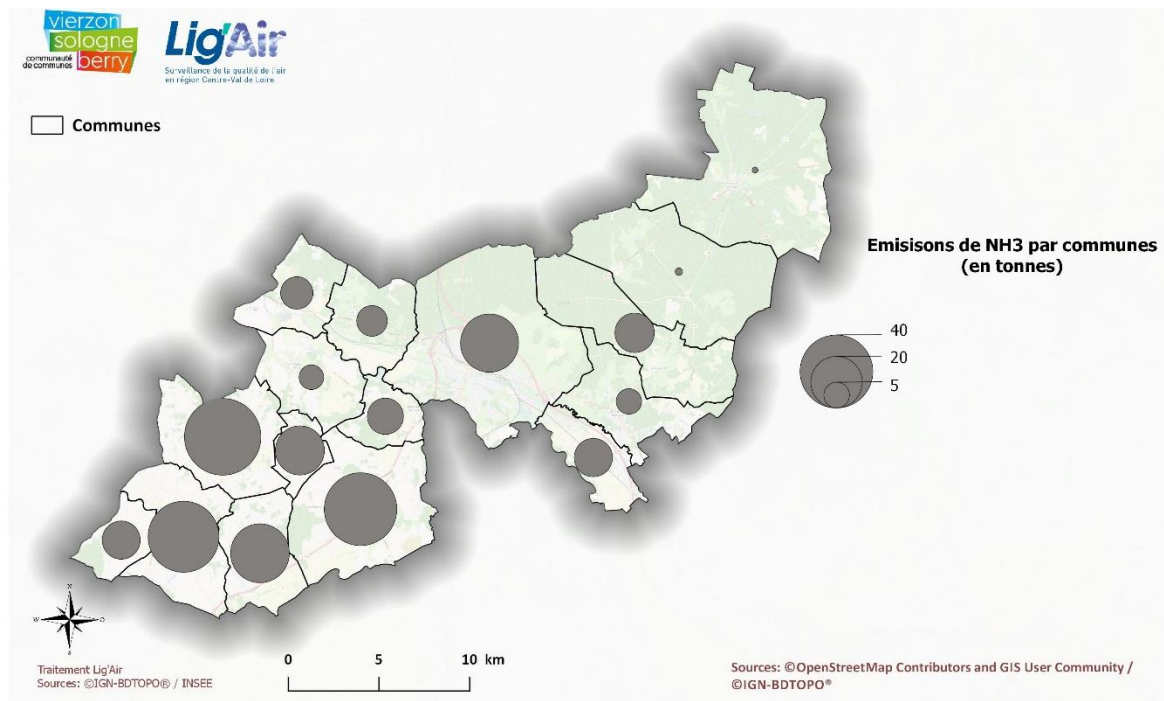 vierzon
sologne
communauté
de communes
berry
Lig'Air
Surveillance de la qualité de l'air
en région Centre-Val de Loire
Communes
Emisisons de NH3 par communes
(en tonnes)
40
20
5
N
W
O
S
0 5 10 km
Traitement Lig'Air
Sources: ©IGN-BDTOPO® / INSEE
Sources: ©OpenStreetMap Contributors and GIS User Community /
©IGN-BDTOPO®